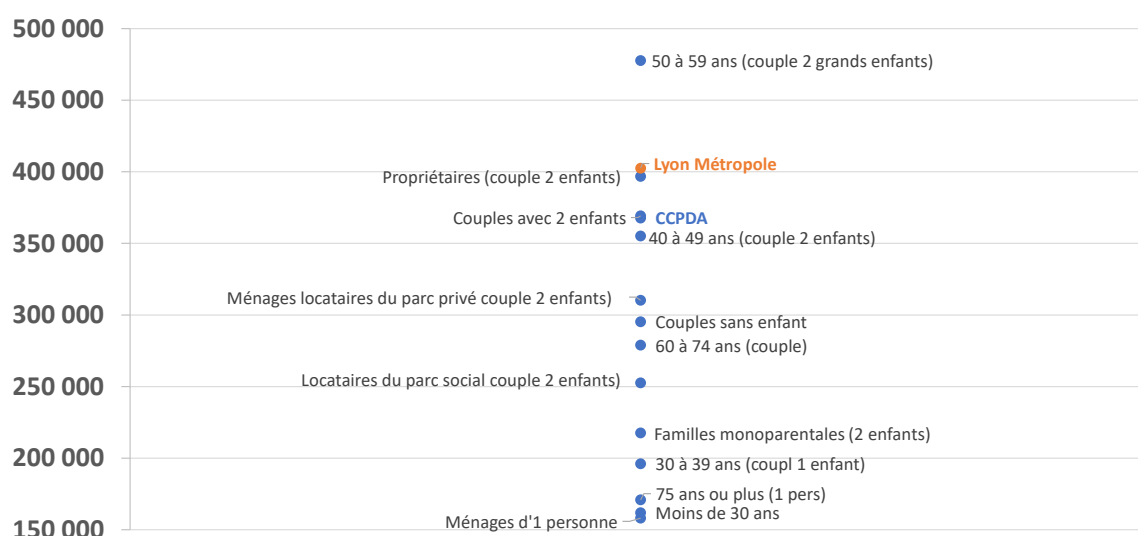 500 000
50 à 59 ans (couple 2 grands enfants)
450 000
Lyon Métropole
400 000
Propriétaires (couple 2 enfants)
Couples avec 2 enfants
CCPDA
40 à 49 ans (couple 2 enfants)
350 000
Ménages locataires du parc privé couple 2 enfants)
300 000
Couples sans enfant
60 à 74 ans (couple)
250 000
Locataires du parc social couple 2 enfants)
Familles monoparentales (2 enfants)
200 000
30 à 39 ans (coupl 1 enfant)
75 ans ou plus (1 pers)
Moins de 30 ans
Ménages d'1 personne
150 000